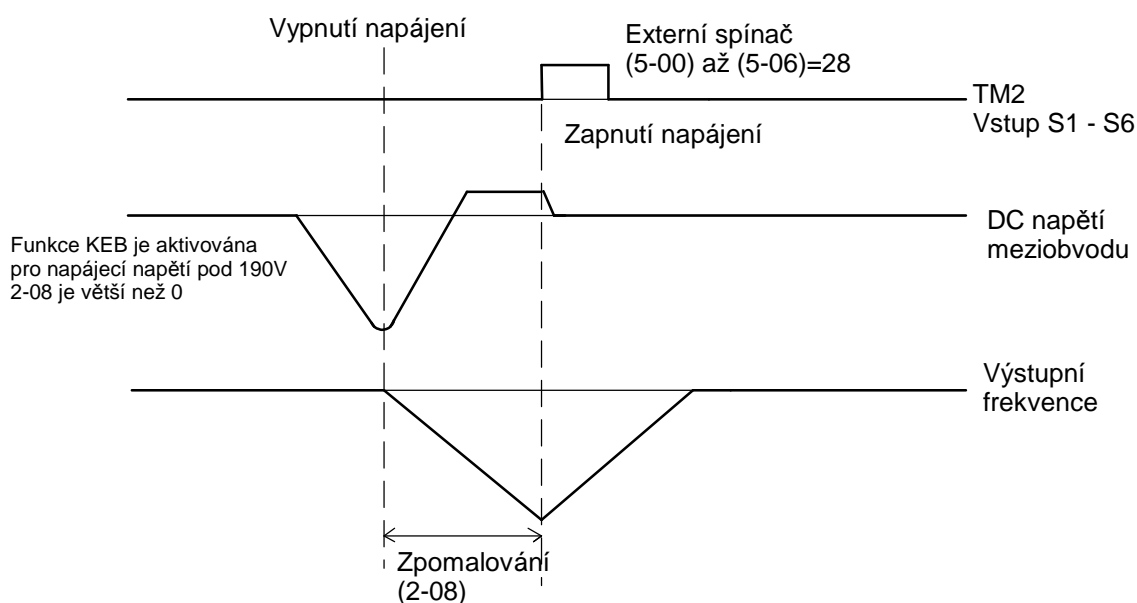 Vypnutí napájení
Externí spínač
(5-00) až (5-06)=28
TM2
Vstup S1 - S6
Zapnutí napájení
DC napětí
meziobvodu
Funkce KEB je aktivována
pro napájecí napětí pod 190V
2-08 je větší než 0
Výstupní
frekvence
Zpomalování
(2-08)